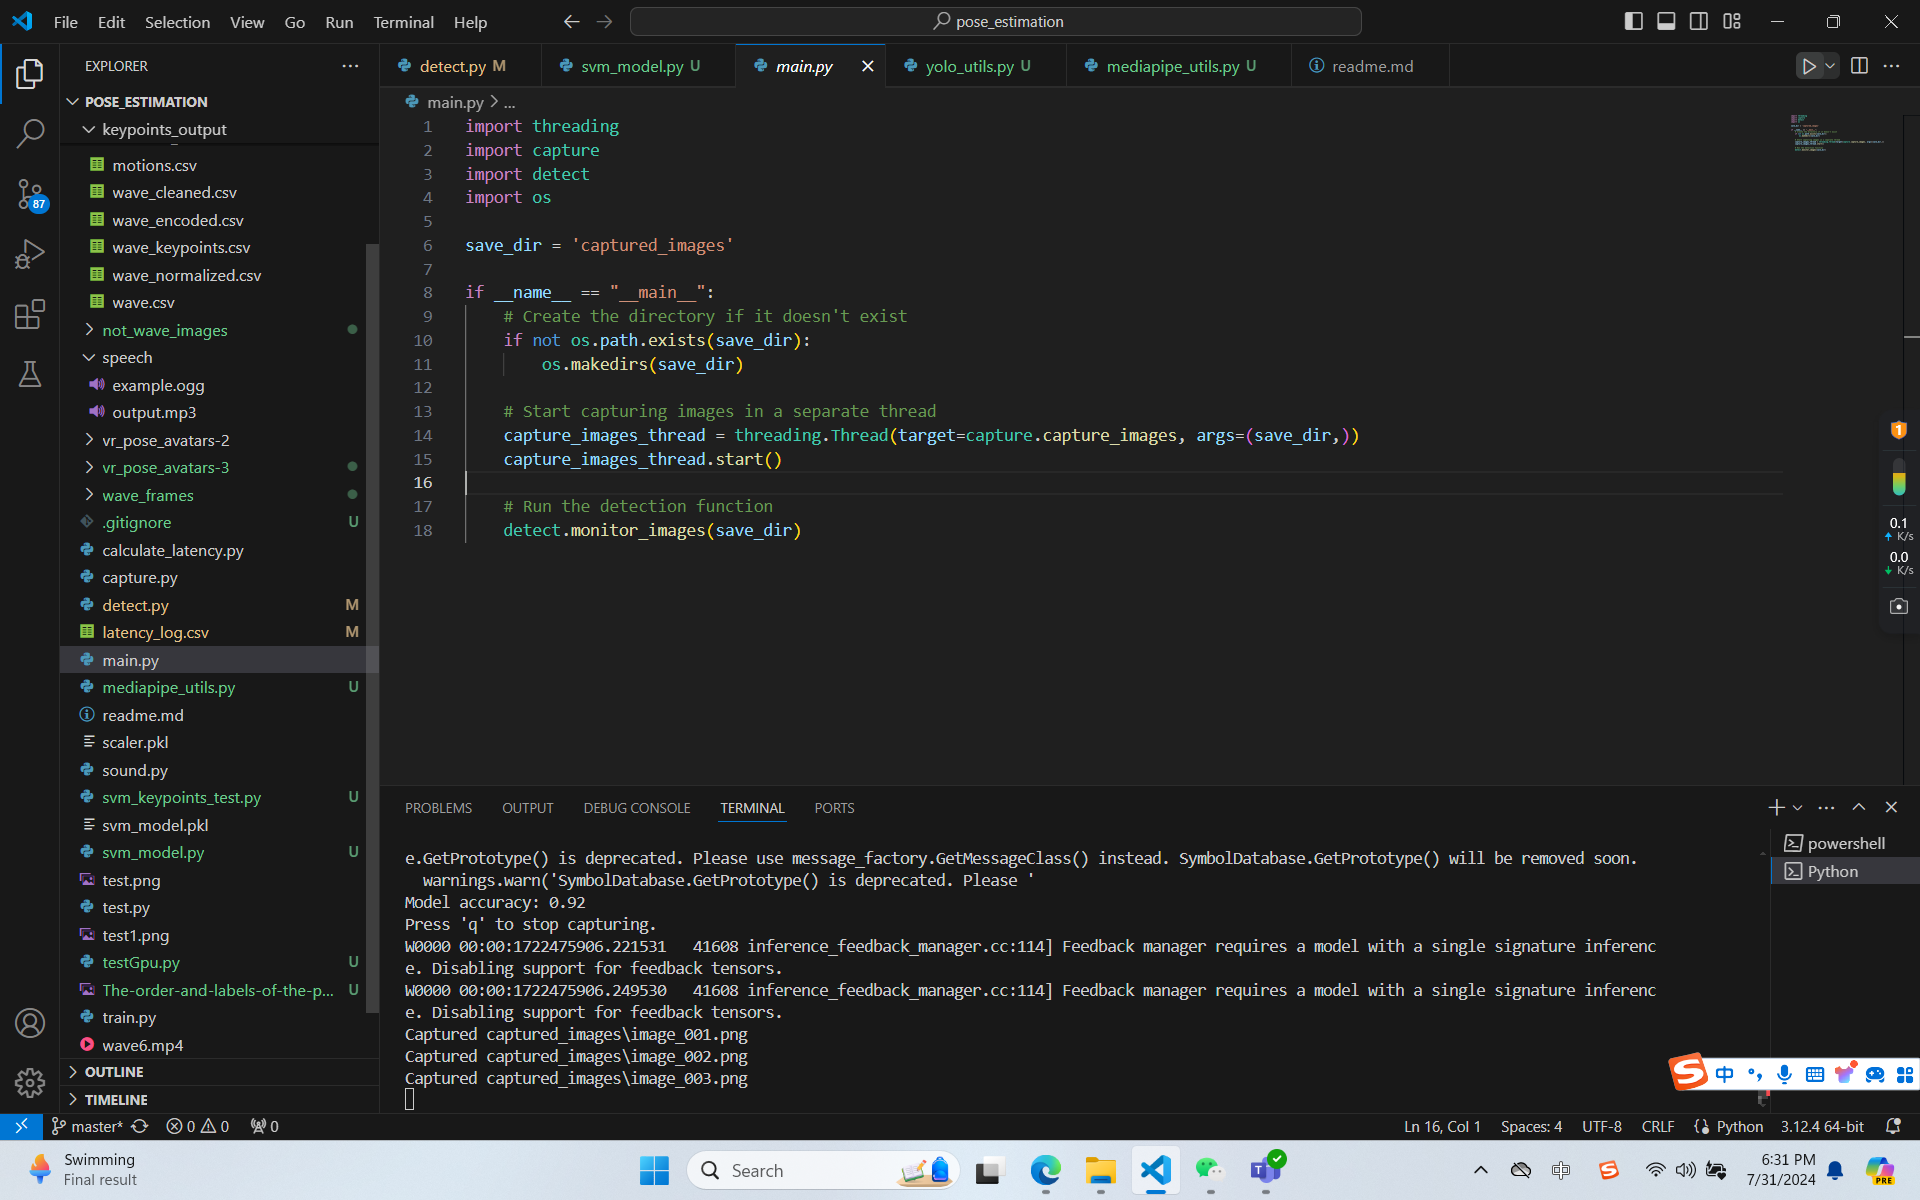 File Edit Selection View Go Run Terminal Help
pose_estimation
EXPLORER
POSE_ESTIMATION
keypoints_output
motions.csv
wave_cleaned.csv
wave_encoded.csv
wave_keypoints.csv
wave_normalized.csv
wave.csv
not_wave_images
speech
example.ogg
output.mp3
vr_pose_avatars-2
vr_pose_avatars-3
wave_frames
.gitignore U
calculate_latency.py
capture.py
detect.py M
latency_log.csv M
main.py
mediapipe_utils.py U
readme.md
scaler.pkl
sound.py
svm_keypoints_test.py U
svm_model.pkl
svm_model.py U
test.png
test.py
test1.png
testGpu.py U
The-order-and-labels-of-the-p... U
train.py
wave6.mp4
OUTLINE
TIMELINE
87
detect.py M
svm_model.py U
main.py
yolo_utils.py U
mediapipe_utils.py U
readme.md
main.py > ...
1 import threading
2 import capture
3 import detect
4 import os
5
6 save_dir = 'captured_images'
7
8 if __name__ == "__main__":
9 # Create the directory if it doesn't exist
10 if not os.path.exists(save_dir):
11 os.makedirs(save_dir)
12
13 # Start capturing images in a separate thread
14 capture_images_thread = threading.Thread(target=capture.capture_images, args=(save_dir,))
15 capture_images_thread.start()
16
17 # Run the detection function
18 detect.monitor_images(save_dir)
1
0.1
K/s
0.0
K/s
PROBLEMS OUTPUT DEBUG CONSOLE TERMINAL PORTS
e.GetPrototype() is deprecated. Please use message_factory.GetMessageClass() instead. SymbolDatabase.GetPrototype() will be removed soon.
warnings.warn('SymbolDatabase.GetPrototype() is deprecated. Please '
Model accuracy: 0.92
Press 'q' to stop capturing.
W0000 00:00:1722475906.221531 41608 inference_feedback_manager.cc:114] Feedback manager requires a model with a single signature inferenc
e. Disabling support for feedback tensors.
W0000 00:00:1722475906.249530 41608 inference_feedback_manager.cc:114] Feedback manager requires a model with a single signature inferenc
e. Disabling support for feedback tensors.
Captured captured_images\image_001.png
Captured captured_images\image_002.png
Captured captured_images\image_003.png
powershell
Python
S 中
master* 0 0 0
Ln 16, Col 1 Spaces: 4 UTF-8 CRLF Python 3.12.4 64-bit
Swimming
Final result
Search
中
S
6:31 PM
7/31/2024
PRE